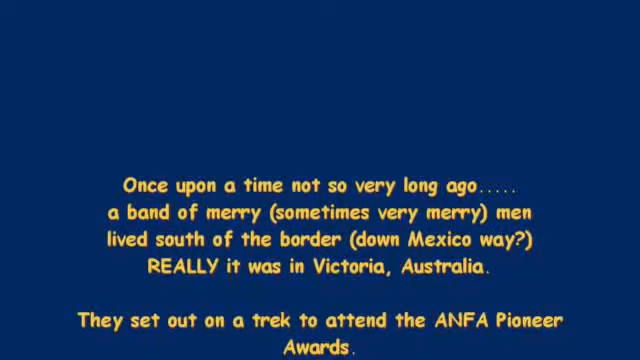 Once upon a time not so very long ago.....
a band of merry (sometimes very merry) men
lived south of the border (down Mexico way?)
REALLY it was in Victoria, Australia.
They set out on a trek to attend the ANFA Pioneer
Awards.